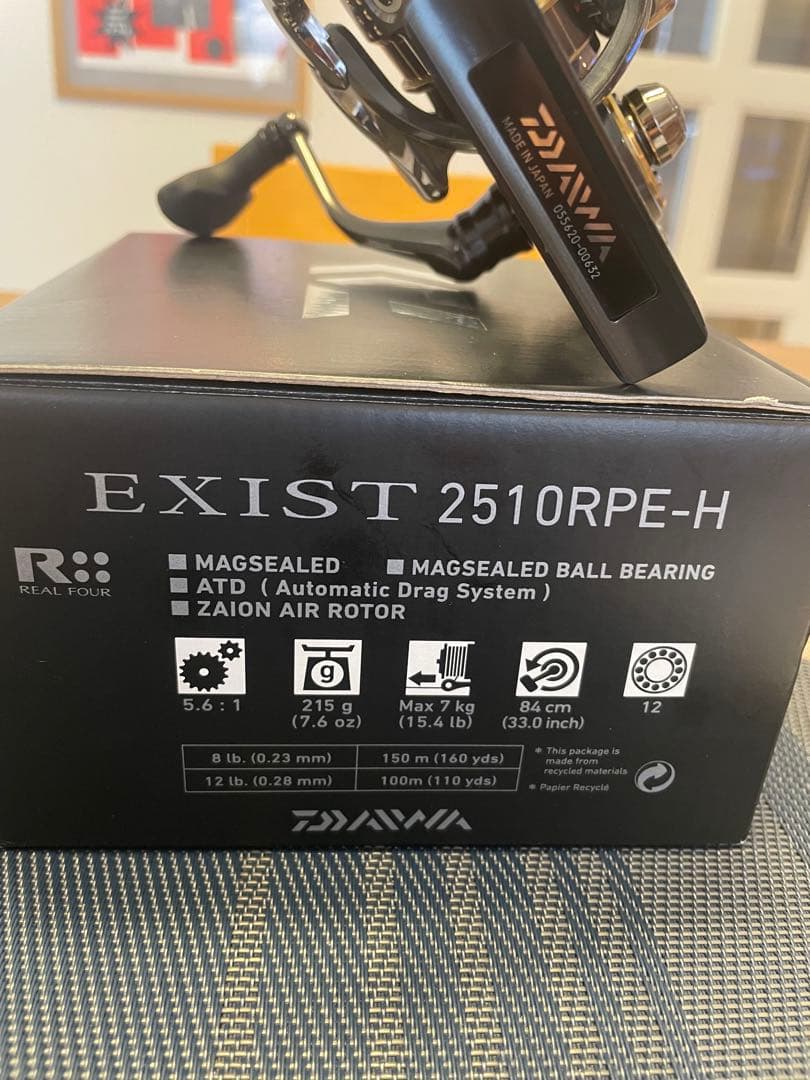 DAIWA
MADE IN JAPAN 055620-00632
EXIST 2510RPE-H
R
REAL FOUR
MAGSEALED
MAGSEALED BALL BEARING
ATD ( Automatic Drag System )
ZAION AIR ROTOR
g
5.6 : 1
215 g
(7.6 oz)
Max 7 kg
(15.4 lb)
84 cm
(33.0 inch)
12
8 lb. (0.23 mm) 150 m (160 yds)
12 lb. (0.28 mm) 100m (110 yds)
* This package is
made from
recycled materials
* Papier Recyclé
DAIWA